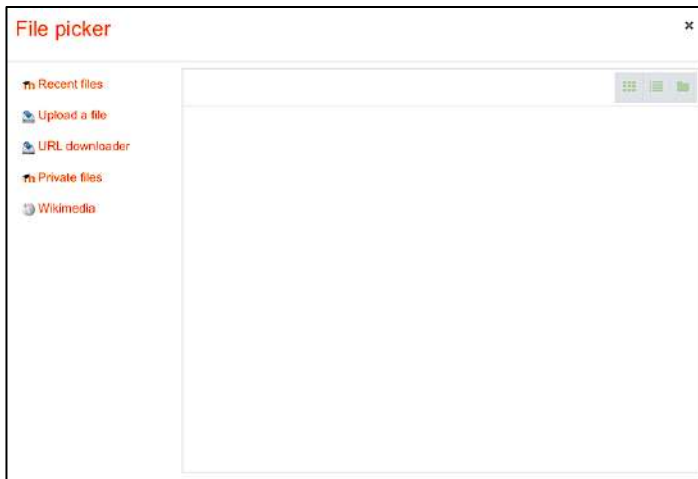 File picker
Recent files
Upload a file
URL downloader
Private files
Wikimedia